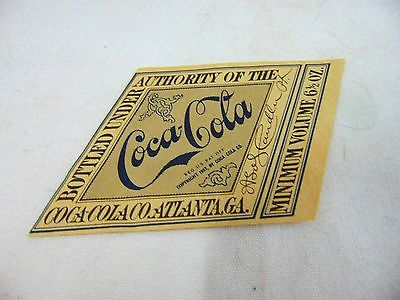 BOTTLED UNDER
AUTHORITY OF THE
Coca-Cola
REG. U.S. PAT. OFF.
COPYRIGHT BY COCA COLA CO.
COCA-COLA CO. ATLANTA, GA.
MINIMUM VOLUME 6½ OZ.